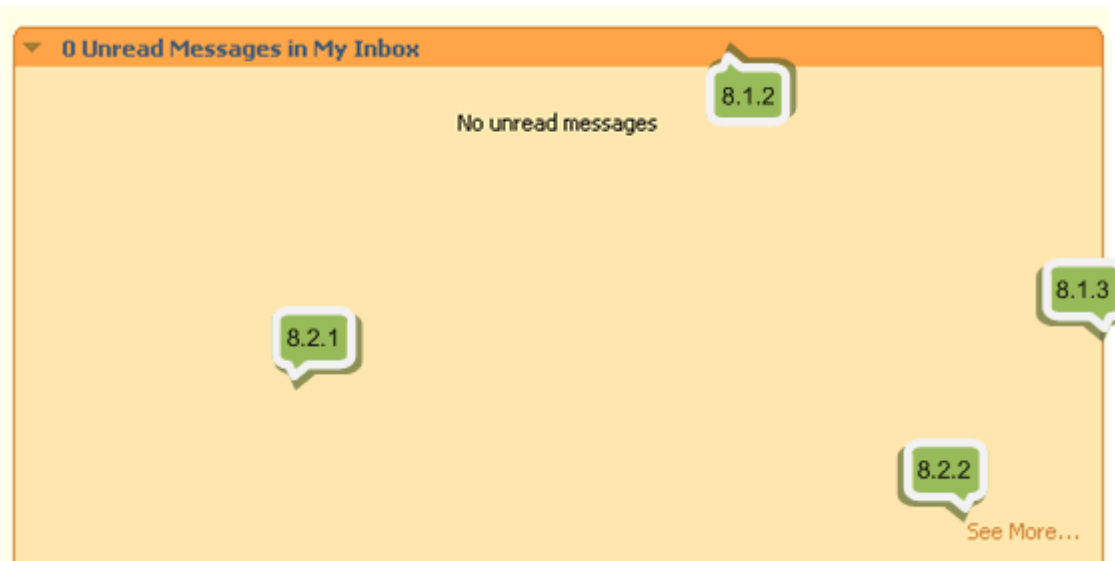 0 Unread Messages in My Inbox
8.1.2
No unread messages
8.1.3
8.2.1
8.2.2
See More...